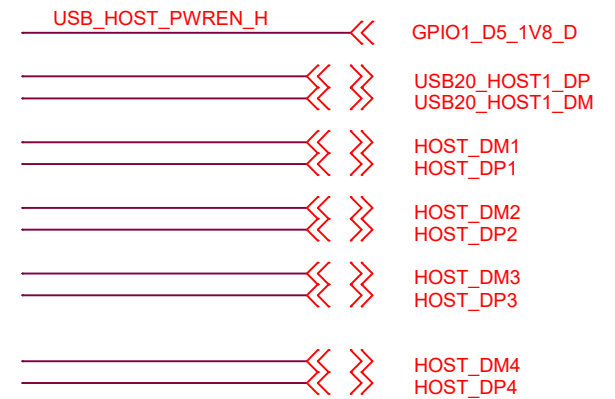 USB_HOST_PWREN_H
GPIO1_D5_1V8_D
USB20_HOST1_DP
USB20_HOST1_DM
HOST_DM1
HOST_DP1
HOST_DM2
HOST_DP2
HOST_DM3
HOST_DP3
HOST_DM4
HOST_DP4